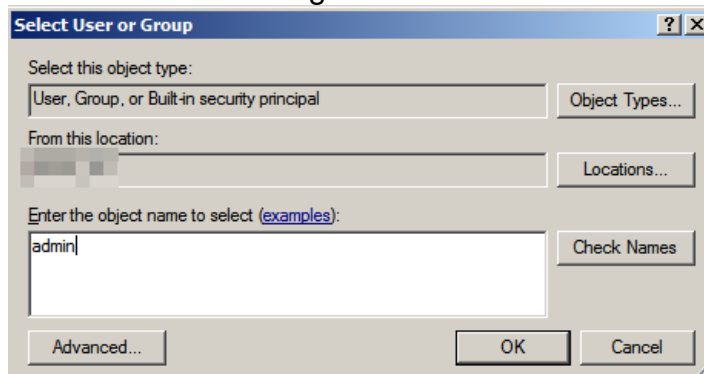 Select User or Group
Select this object type:
User, Group, or Built-in security principal
Object Types...
From this location:
Locations...
Enter the object name to select (examples):
admin
Check Names
Advanced...
OK
Cancel